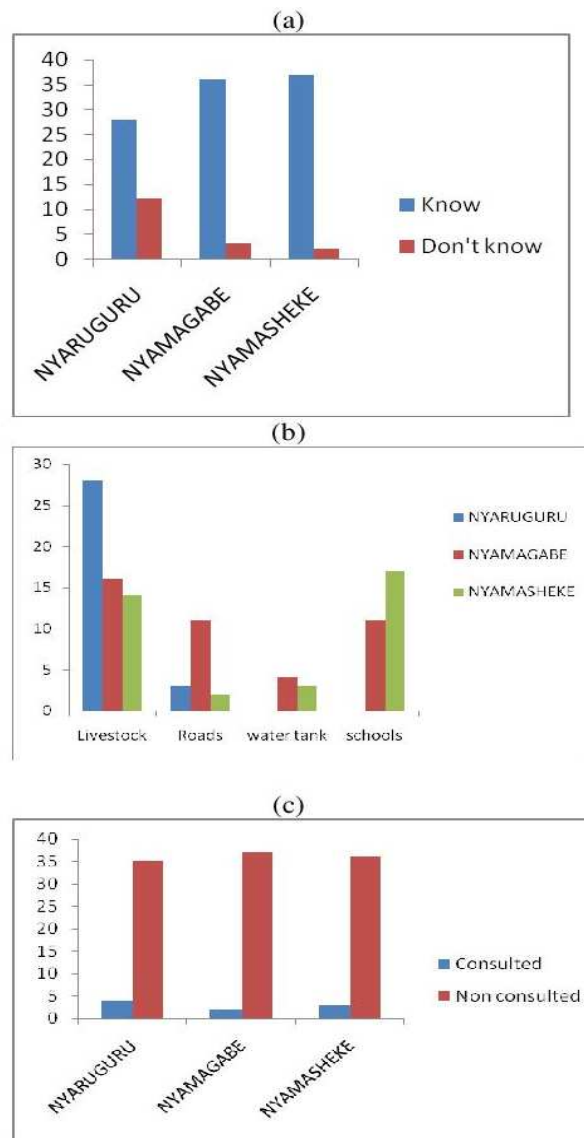 (a)
40
35
30
25
20
15
10
5
0
Know
Don't know
NYARUGURU
NYAMAGABE
NYAMASHEKE
(b)
30
25
20
15
10
5
0
NYARUGURU
NYAMAGABE
NYAMASHEKE
Livestock Roads water tank schools
(c)
40
35
30
25
20
15
10
5
0
Consulted
Non consulted
NYARUGURU
NYAMAGABE
NYAMASHEKE